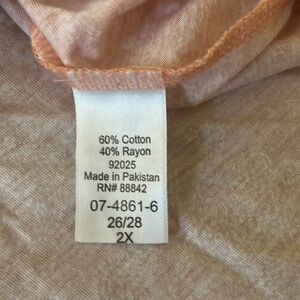 60% Cotton
40% Rayon
92025
Made in Pakistan
RN# 88842
07-4861-6
26/28
2X